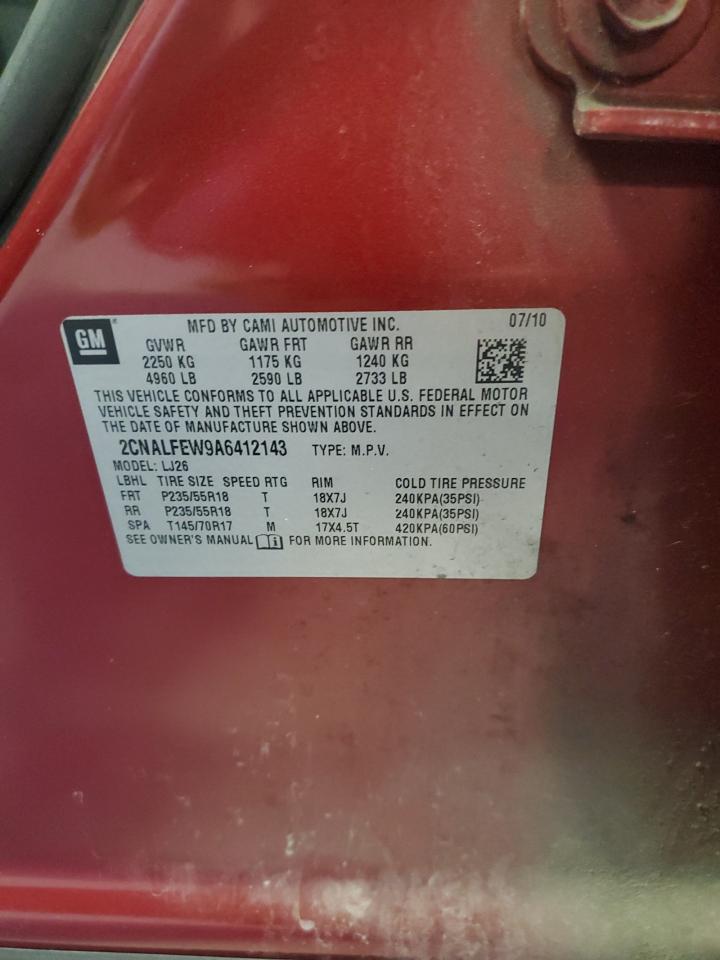 GM
MFD BY CAMI AUTOMOTIVE INC. 07/10
GVWR GAWR FRT GAWR RR
2250 KG 1175 KG 1240 KG
4960 LB 2590 LB 2733 LB
THIS VEHICLE CONFORMS TO ALL APPLICABLE U.S. FEDERAL MOTOR
VEHICLE SAFETY AND THEFT PREVENTION STANDARDS IN EFFECT ON
THE DATE OF MANUFACTURE SHOWN ABOVE.
2CNALFEW9A6412143 TYPE: M.P.V.
MODEL: LJ26
LBHL TIRE SIZE SPEED RTG RIM COLD TIRE PRESSURE
FRT P235/55R18 T 18X7J 240KPA(35PSI)
RR P235/55R18 T 18X7J 240KPA(35PSI)
SPA T145/70R17 M 17X4.5T 420KPA(60PSI)
SEE OWNER'S MANUAL FOR MORE INFORMATION.